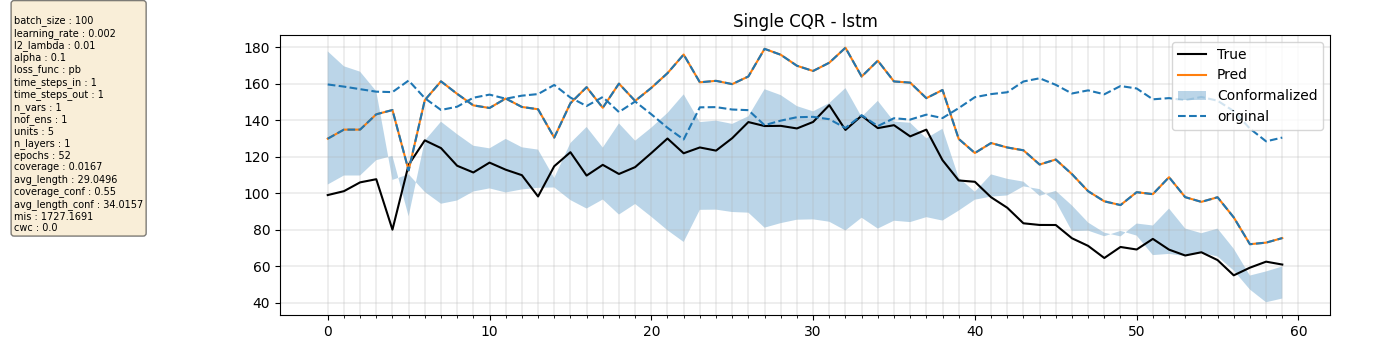 batch_size : 100
learning_rate : 0.002
l2_lambda : 0.01
alpha : 0.1
loss_func : pb
time_steps_in : 1
time_steps_out : 1
n_vars : 1
nof_ens : 1
units : 5
n_layers : 1
epochs : 52
coverage : 0.0167
avg_length : 29.0496
coverage_conf : 0.55
avg_length_conf : 34.0157
mis : 1727.1691
cwc : 0.0
Single CQR - lstm
180
160
140
120
100
80
60
40
True
Pred
Conformalized
original
0 10 20 30 40 50 60